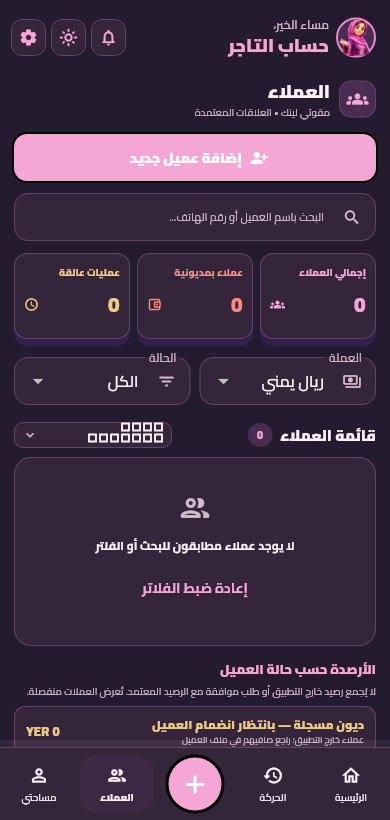 مساء الخير،
حساب التاجر
العملاء
مقوتي لينك • العلاقات المعتمدة
إضافة عميل جديد
البحث باسم العميل أو رقم الهاتف...
إجمالي العملاء
0
عملاء بمديونية
0
عمليات عالقة
0
العملة
ريال يمني
الحالة
الكل
قائمة العملاء
0
لا يوجد عملاء مطابقون للبحث أو الفلتر
إعادة ضبط الفلاتر
الأرصدة حسب حالة العميل
لا يُجمع رصيد خارج التطبيق أو طلب موافقة مع الرصيد المعتمد. تُعرض العملات منفصلة.
ديون مسجلة — بانتظار انضمام العميل
YER 0
عملاء خارج التطبيق؛ راجع صافيهم في ملف العميل
الرئيسية
الحركة
العملاء
مساحتي